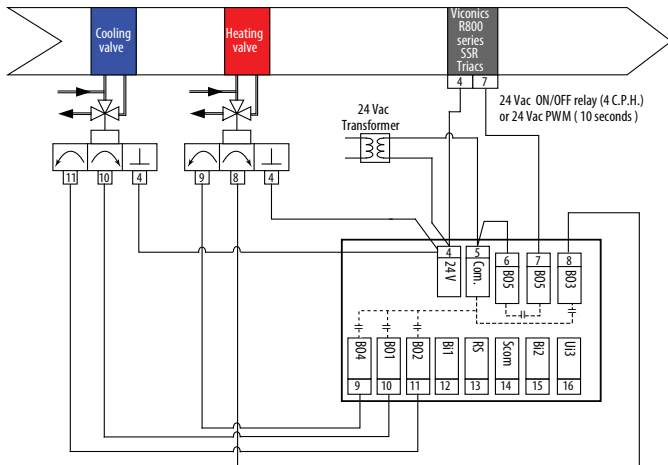 Cooling
valve
Heating
valve
Viconics
R800
series
SSR
Triacs
4 7
24 Vac ON/OFF relay (4 C.P.H.)
or 24 Vac PWM ( 10 seconds )
24 Vac
Transformer
11 10 4
9 8 4
4 5 6 7 8
24 V Com. BO5 BO5 BO3
BO4 BO1 BO2 Bi1 RS Scom Bi2 Ui3
9 10 11 12 13 14 15 16